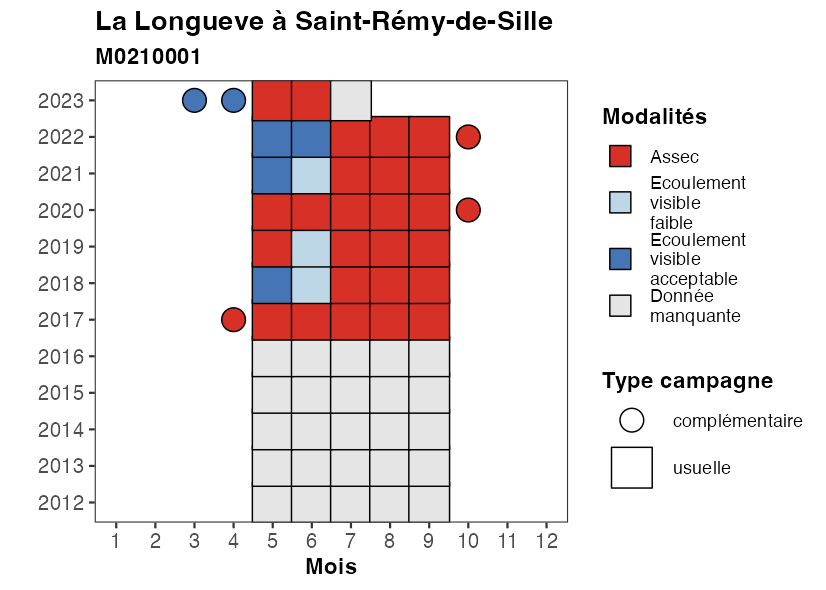 La Longueve à Saint-Rémy-de-Sille
M0210001
2023
2022
2021
2020
2019
2018
2017
2016
2015
2014
2013
2012
1 2 3 4 5 6 7 8 9 10 11 12
Mois
Modalités
Assec
Ecoulement
visible
faible
Ecoulement
visible
acceptable
Donnée
manquante
Type campagne
complémentaire
usuelle